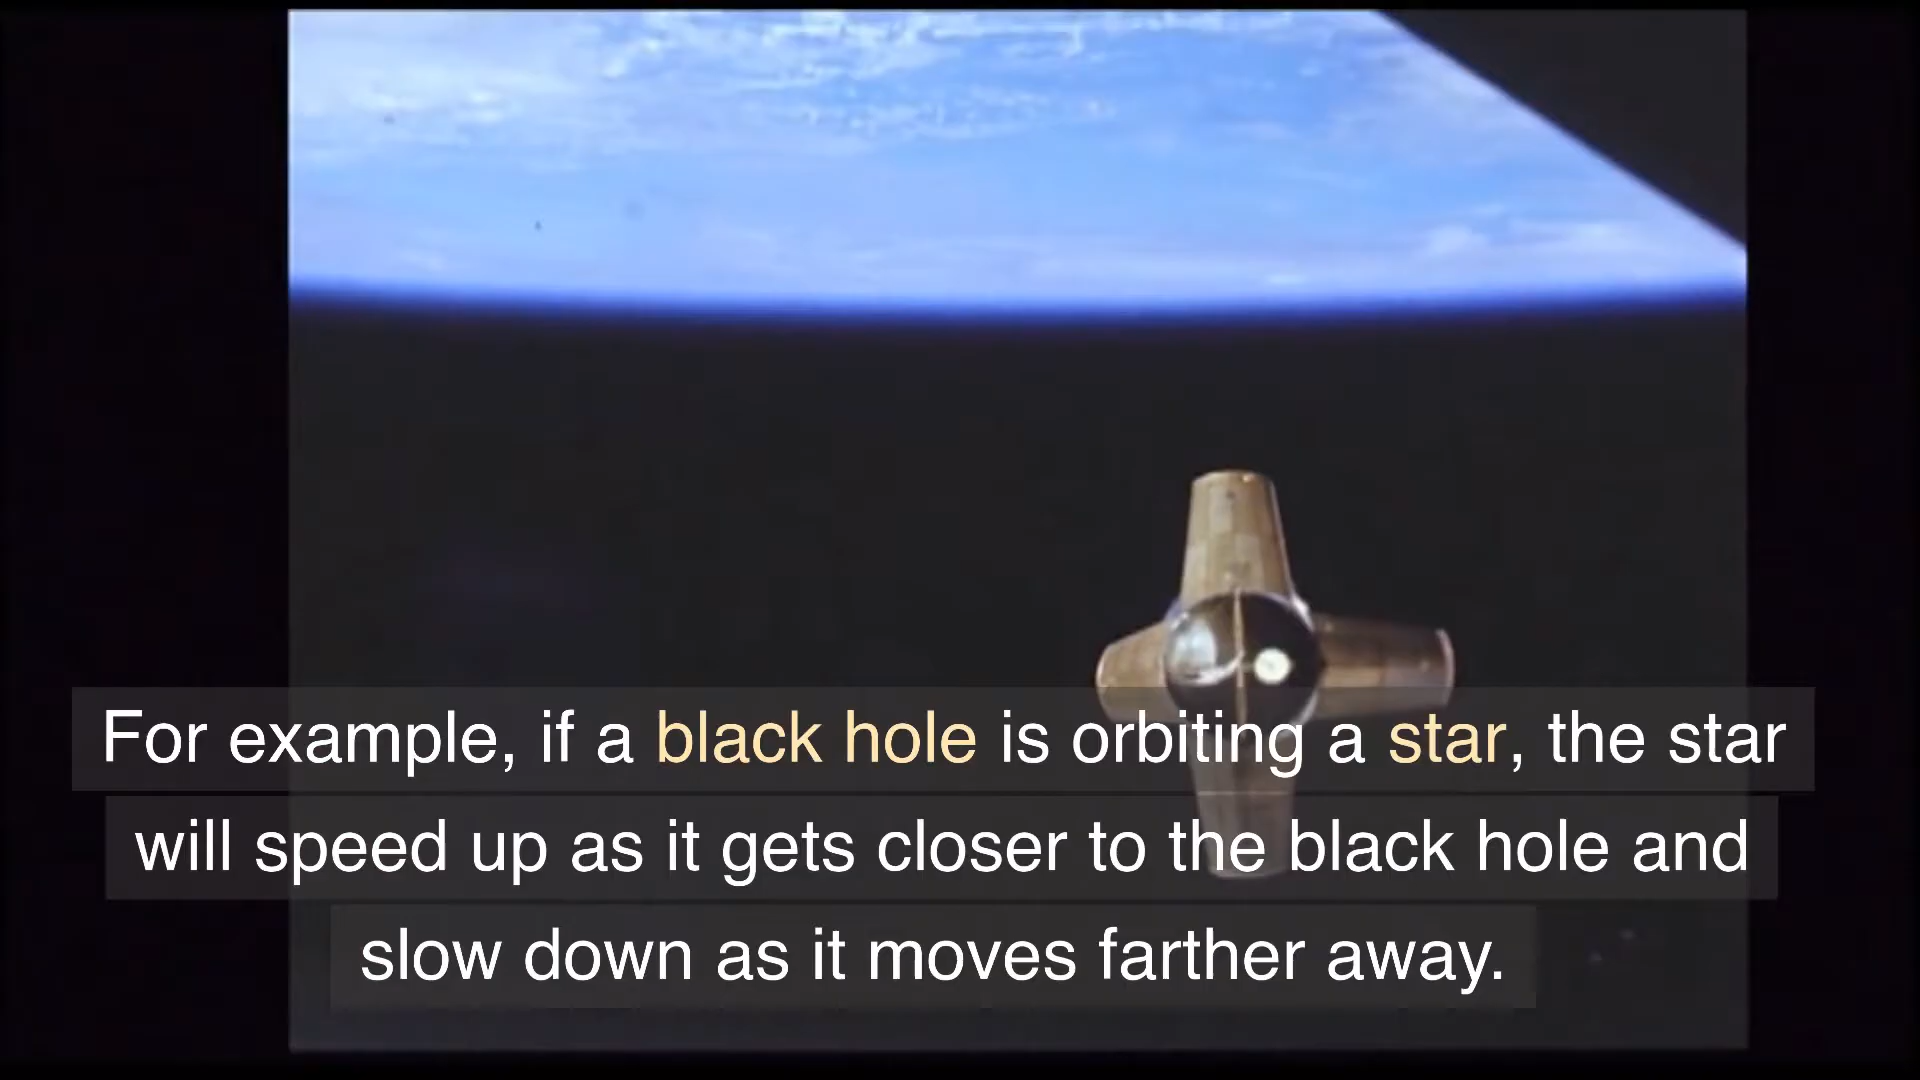 For example, if a black hole is orbiting a star, the star
will speed up as it gets closer to the black hole and
slow down as it moves farther away.